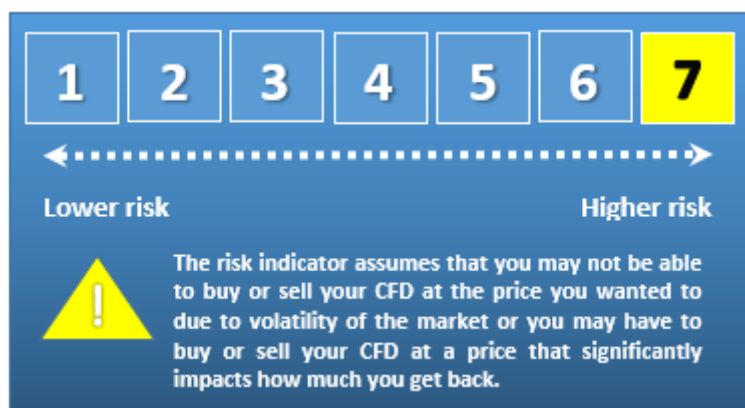 1 2 3 4 5 6 7
Lower risk Higher risk
!
The risk indicator assumes that you may not be able
to buy or sell your CFD at the price you wanted to
due to volatility of the market or you may have to
buy or sell your CFD at a price that significantly
impacts how much you get back.